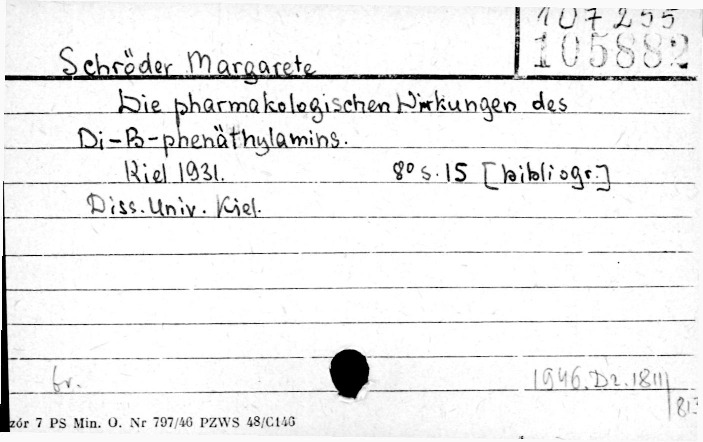 107255
105882
Schröder Margarete
Die pharmakologischen Wirkungen des
Di-B-phenäthylamins.
Kiel 1931. 8° s. 15 [bibliogr.]
Diss. Univ. Kiel.
br.
1946. Dz. 1811
813
zór 7 PS Min. O. Nr 797/46 PZWS 48/C146